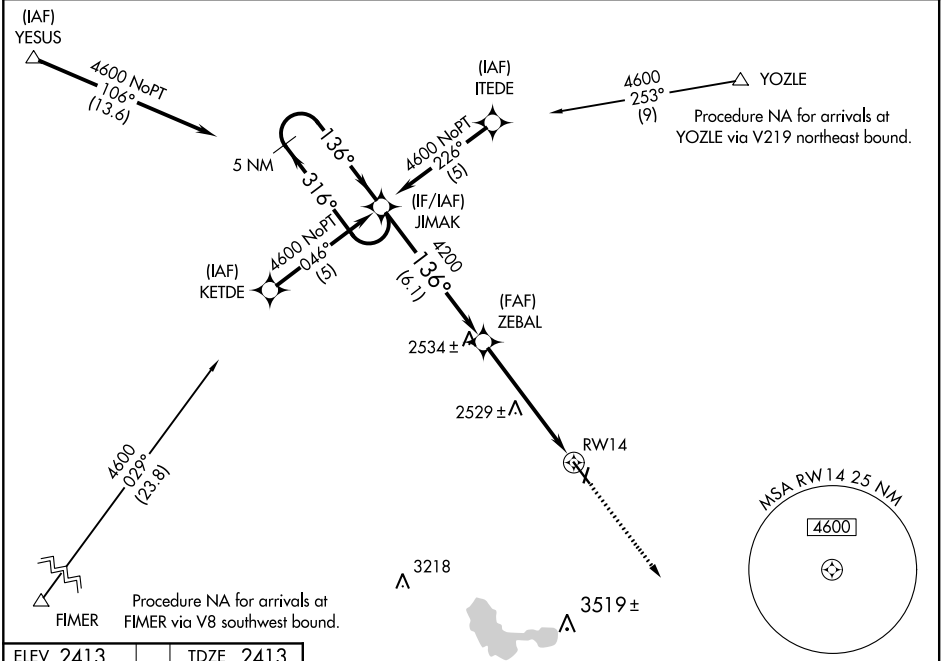 (IAF)
YESUS
4600 NoPT
106°
(13.6)
(IAF)
ITEDE
4600
253°
(9)
YOZLE
Procedure NA for arrivals at
YOZLE via V219 northeast bound.
5 NM
136°
316°
4600 NoPT
226°
(5)
(IF/IAF)
JIMAK
4600 NoPT
046°
(5)
(IAF)
KETDE
4200
136°
(6.1)
(FAF)
ZEBAL
2534 ±
2529 ±
RW14
4600
029°
(23.8)
MSA RW14 25 NM
4600
3218
3519 ±
FIMER
Procedure NA for arrivals at
FIMER via V8 southwest bound.
ELEV 2413
TDZE 2413